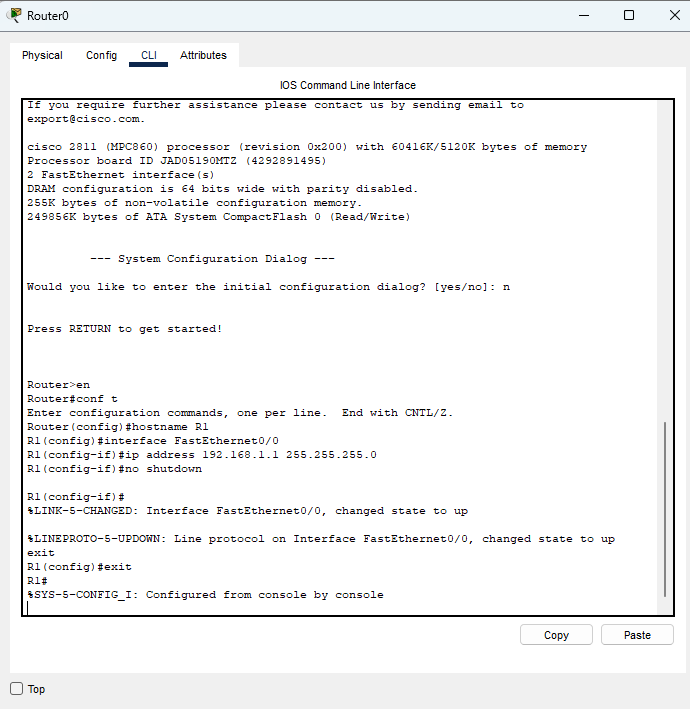 Router0
Physical Config CLI Attributes
IOS Command Line Interface
If you require further assistance please contact us by sending email to
export@cisco.com.
cisco 2811 (MPC860) processor (revision 0x200) with 60416K/5120K bytes of memory
Processor board ID JAD05190MTZ (4292891495)
2 FastEthernet interface(s)
DRAM configuration is 64 bits wide with parity disabled.
255K bytes of non-volatile configuration memory.
249856K bytes of ATA System CompactFlash 0 (Read/Write)
--- System Configuration Dialog ---
Would you like to enter the initial configuration dialog? [yes/no]: n
Press RETURN to get started!
Router>en
Router#conf t
Enter configuration commands, one per line.  End with CNTL/Z.
Router(config)#hostname R1
R1(config)#interface FastEthernet0/0
R1(config-if)#ip address 192.168.1.1 255.255.255.0
R1(config-if)#no shutdown
R1(config-if)#
%LINK-5-CHANGED: Interface FastEthernet0/0, changed state to up
%LINEPROTO-5-UPDOWN: Line protocol on Interface FastEthernet0/0, changed state to up
exit
R1(config)#exit
R1#
%SYS-5-CONFIG_I: Configured from console by console
Copy Paste
Top